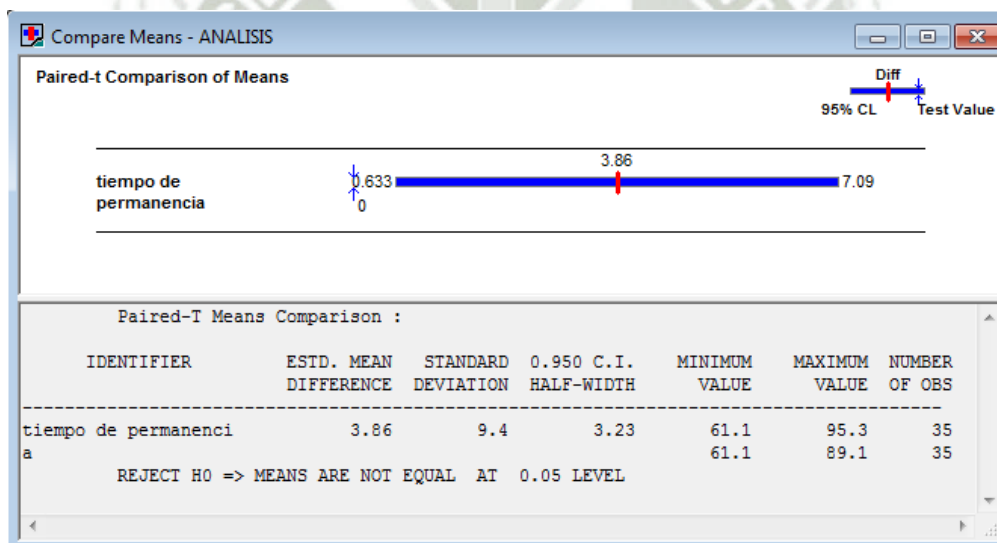 Compare Means - ANALISIS
Paired-t Comparison of Means
Diff
95% CL Test Value
3.86
tiempo de 0.633 7.09
permanencia 0
Paired-T Means Comparison :
IDENTIFIER ESTD. MEAN STANDARD 0.950 C.I. MINIMUM MAXIMUM NUMBER
DIFFERENCE DEVIATION HALF-WIDTH VALUE VALUE OF OBS
tiempo de permanenci 3.86 9.4 3.23 61.1 95.3 35
a 61.1 89.1 35
REJECT H0 => MEANS ARE NOT EQUAL AT 0.05 LEVEL